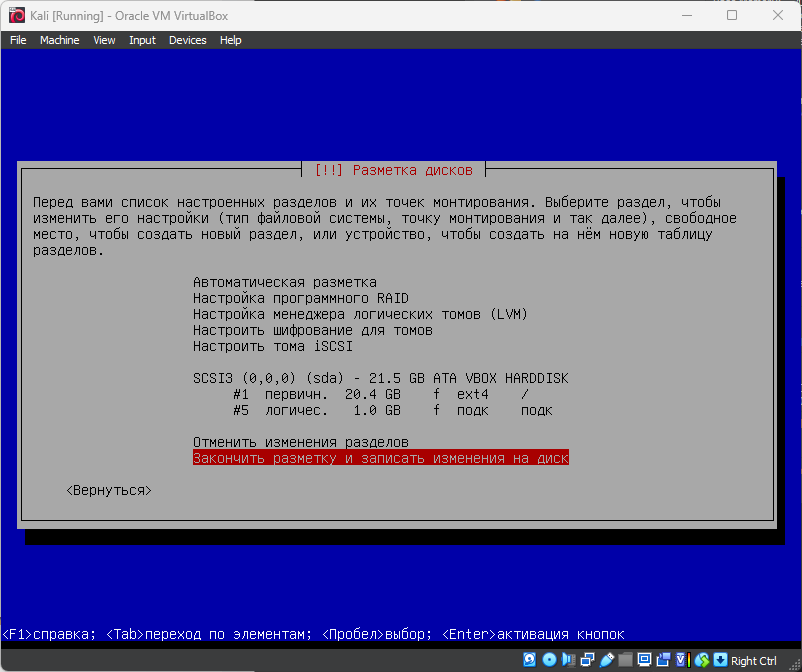 Kali [Running] - Oracle VM VirtualBox
File Machine View Input Devices Help
[!!] Разметка дисков
Перед вами список настроенных разделов и их точек монтирования. Выберите раздел, чтобы
изменить его настройки (тип файловой системы, точку монтирования и так далее), свободное
место, чтобы создать новый раздел, или устройство, чтобы создать на нём новую таблицу
разделов.
Автоматическая разметка
Настройка программного RAID
Настройка менеджера логических томов (LVM)
Настроить шифрование для томов
Настроить тома iSCSI
SCSI3 (0,0,0) (sda) - 21.5 GB ATA VBOX HARDDISK
#1 первичн. 20.4 GB f ext4 /
#5 логичес. 1.0 GB f подк подк
Отменить изменения разделов
Закончить разметку и записать изменения на диск
<Вернуться>
<F1>справка; <Tab>переход по элементам; <Пробел>выбор; <Enter>активация кнопок
Right Ctrl